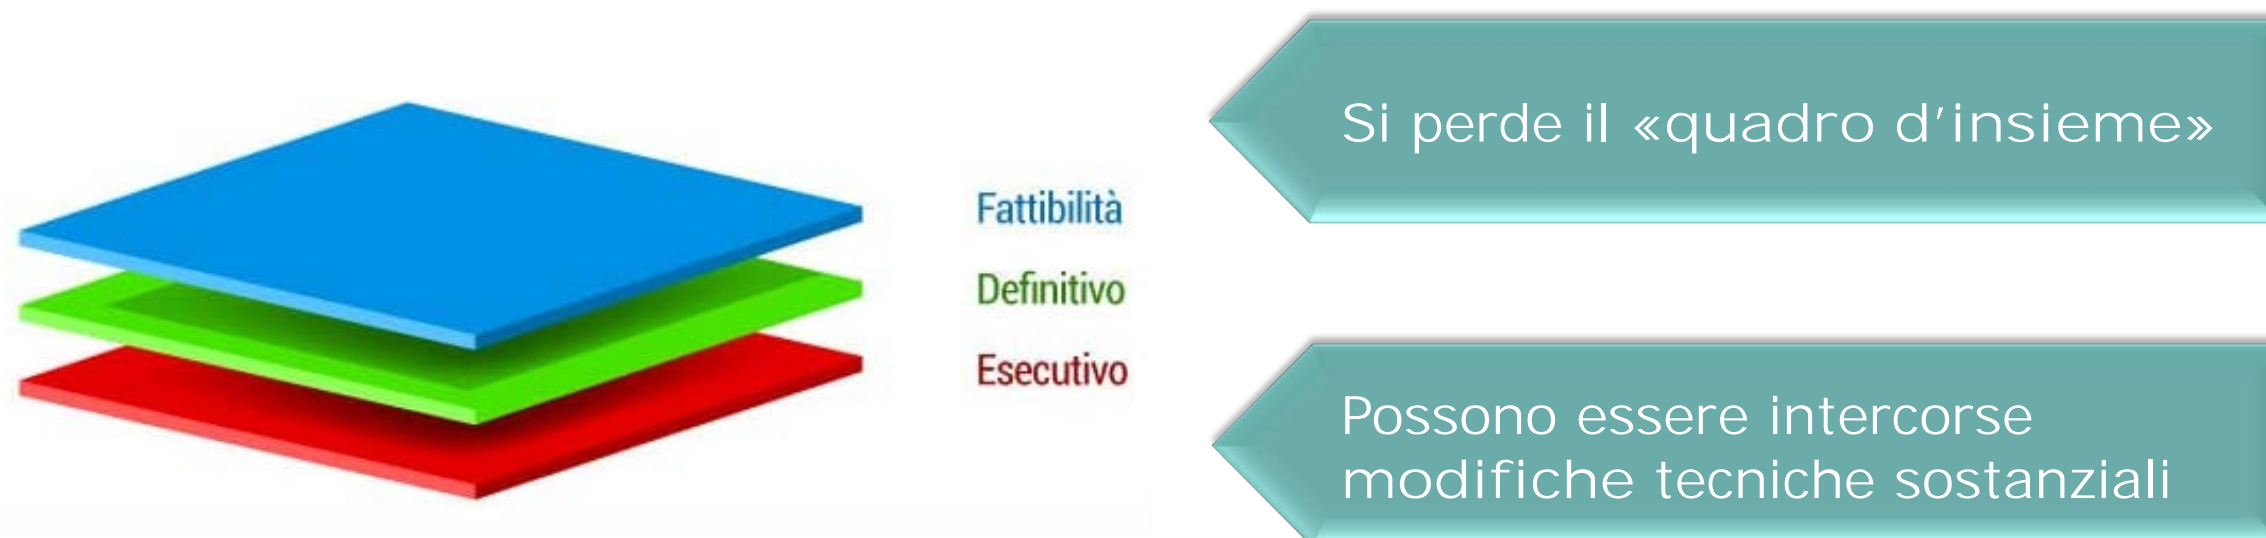 Fattibilità
Definitivo
Esecutivo
Si perde il «quadro d'insieme»
Possono essere intercorse
modifiche tecniche sostanziali